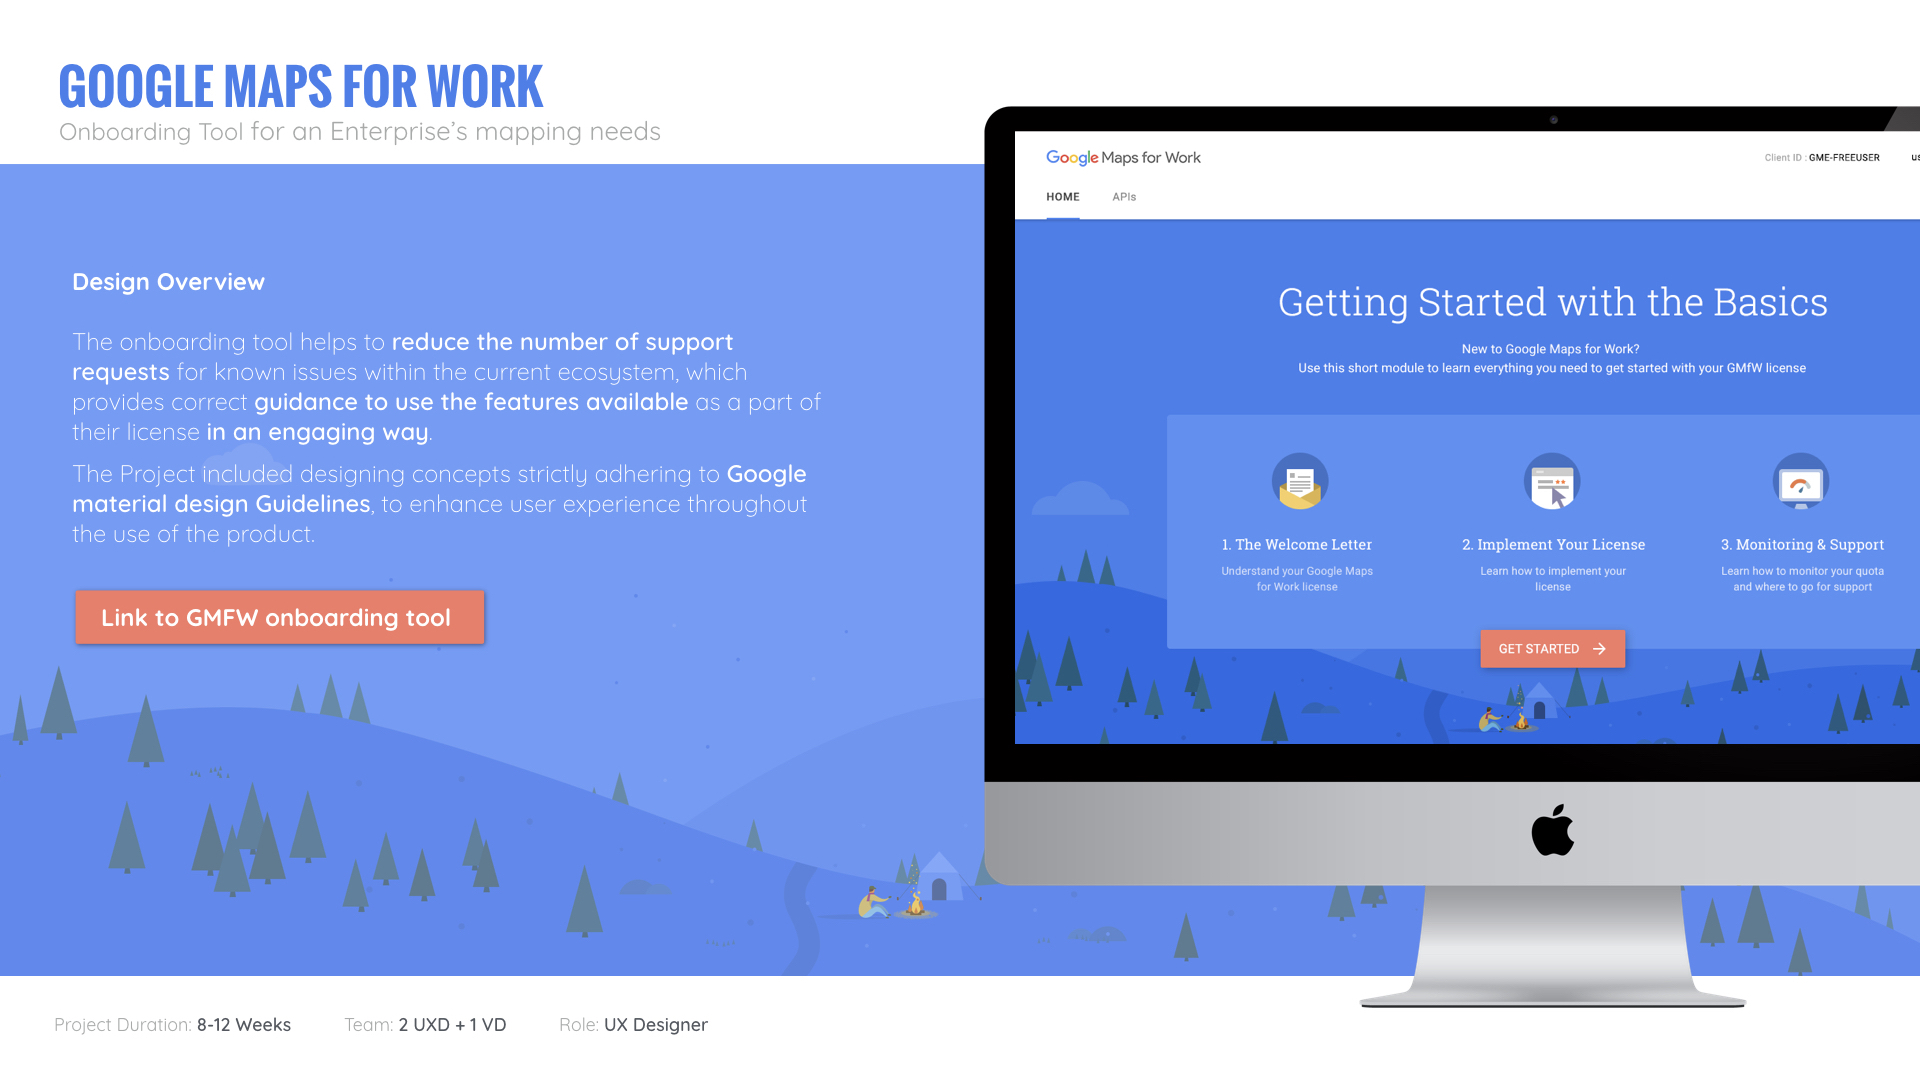 GOOGLE MAPS FOR WORK
Onboarding Tool for an Enterprise's mapping needs
Design Overview
The onboarding tool helps to reduce the number of support
requests for known issues within the current ecosystem, which
provides correct guidance to use the features available as a part of
their license in an engaging way.
The Project included designing concepts strictly adhering to Google
material design Guidelines, to enhance user experience throughout
the use of the product.
Link to GMFW onboarding tool
Google Maps for Work
Client ID : GME-FREEUSER
HOME
APIs
Getting Started with the Basics
New to Google Maps for Work?
Use this short module to learn everything you need to get started with your GMfW license
1. The Welcome Letter
Understand your Google Maps
for Work license
2. Implement Your License
Learn how to implement your
license
3. Monitoring & Support
Learn how to monitor your quota
and where to go for support
GET STARTED
Project Duration: 8-12 Weeks
Team: 2 UXD + 1 VD
Role: UX Designer